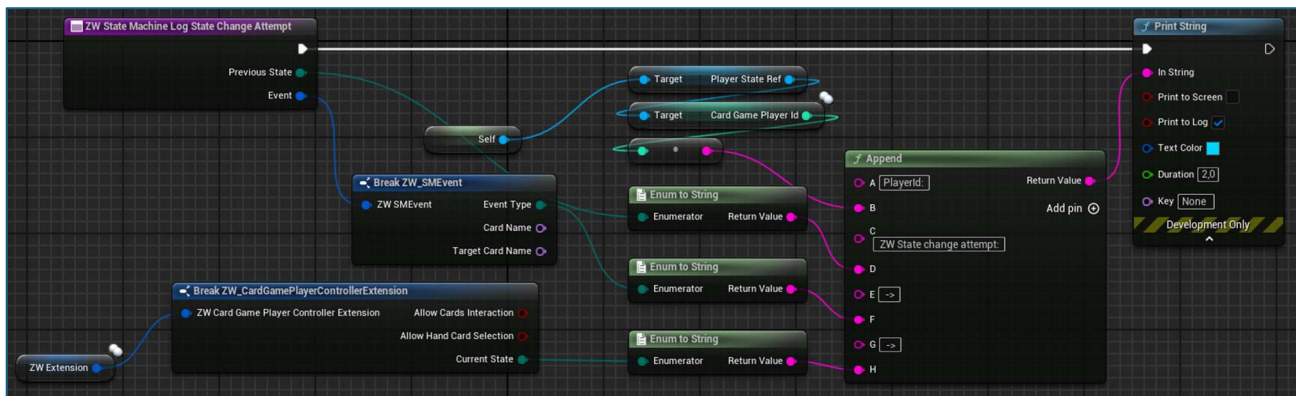 ZW State Machine Log State Change Attempt
Previous State
Event
Self
Target Player State Ref
Target Card Game Player Id
Break ZW_SMEvent
ZW SMEvent Event Type
Card Name
Target Card Name
Break ZW_CardGamePlayerControllerExtension
ZW Card Game Player Controller Extension Allow Cards Interaction
Allow Hand Card Selection
Current State
ZW Extension
Enum to String
Enumerator Return Value
Enum to String
Enumerator Return Value
Enum to String
Enumerator Return Value
f Append
A PlayerId: Return Value
B Add pin
C
ZW State change attempt:
D
E ->
F
G ->
H
f Print String
In String
Print to Screen
Print to Log
Text Color
Duration 2,0
Key None
Development Only